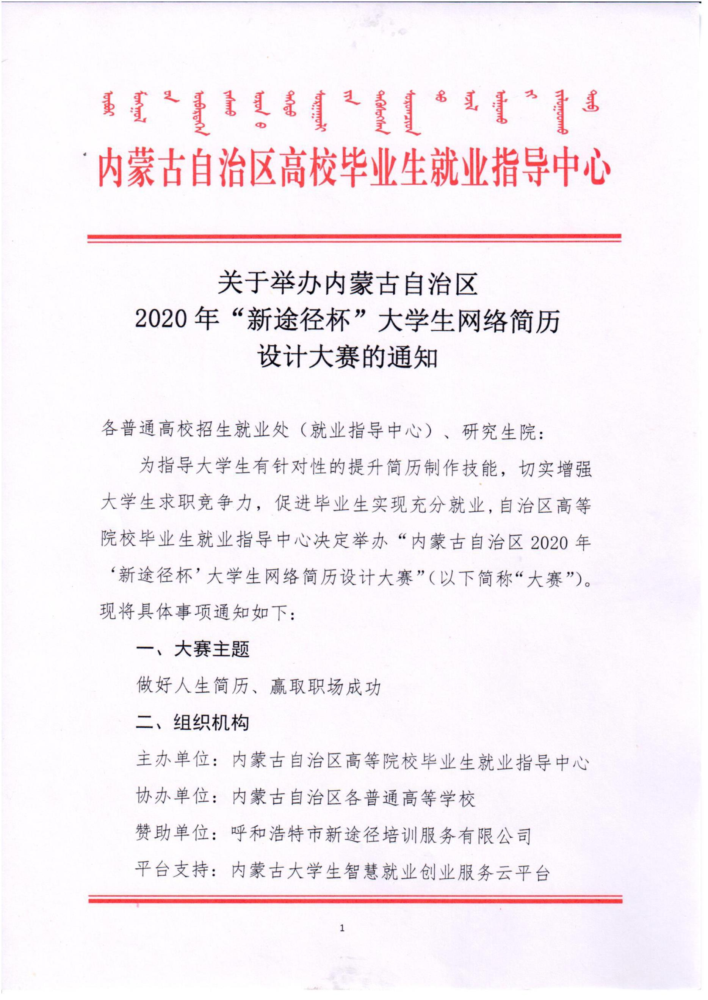 内蒙古自治区高校毕业生就业指导中心
关于举办内蒙古自治区
2020 年“新途径杯”大学生网络简历
设计大赛的通知
各普通高校招生就业处（就业指导中心）、研究生院：
为指导大学生有针对性的提升简历制作技能，切实增强
大学生求职竞争力，促进毕业生实现充分就业,自治区高等
院校毕业生就业指导中心决定举办“内蒙古自治区 2020 年
‘新途径杯’大学生网络简历设计大赛”（以下简称“大赛”）。
现将具体事项通知如下：
一、大赛主题
做好人生简历、赢取职场成功
二、组织机构
主办单位：内蒙古自治区高等院校毕业生就业指导中心
协办单位：内蒙古自治区各普通高等学校
赞助单位：呼和浩特市新途径培训服务有限公司
平台支持：内蒙古大学生智慧就业创业服务云平台
1